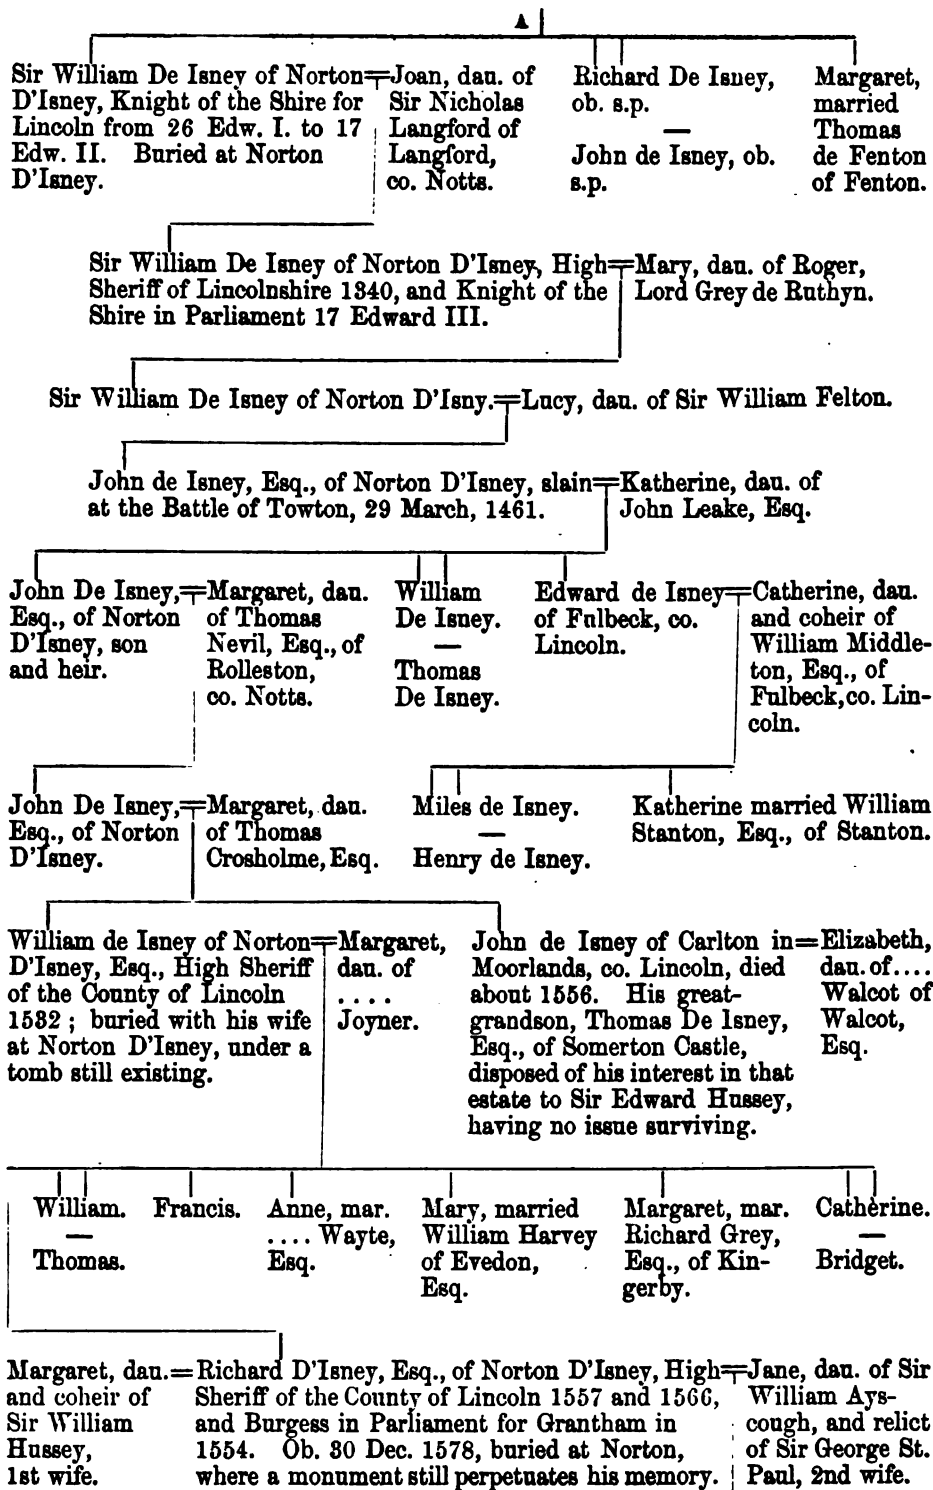 A
Sir William De Isney of Norton=Joan, dau. of
D'Isney, Knight of the Shire for Sir Nicholas
Lincoln from 26 Edw. I. to 17 Langford of
Edw. II. Buried at Norton Langford,
D'Isney. co. Notts.
Richard De Isney,
ob. s.p.
—
John de Isney, ob.
s.p.
Margaret,
married
Thomas
de Fenton
of Fenton.
Sir William De Isney of Norton D'Isney, High=Mary, dau. of Roger,
Sheriff of Lincolnshire 1340, and Knight of the Lord Grey de Ruthyn.
Shire in Parliament 17 Edward III.
Sir William De Isney of Norton D'Isny.=Lucy, dau. of Sir William Felton.
John de Isney, Esq., of Norton D'Isney, slain=Katherine, dau. of
at the Battle of Towton, 29 March, 1461. John Leake, Esq.
John De Isney,=
Esq., of Norton
D'Isney, son
and heir.
Margaret, dau.
of Thomas
Nevil, Esq., of
Rolleston,
co. Notts.
William
De Isney.
—
Thomas
De Isney.
Edward de Isney=
of Fulbeck, co.
Lincoln.
Catherine, dau.
and coheir of
William Middle-
ton, Esq., of
Fulbeck, co. Lin-
coln.
John De Isney,=
Esq., of Norton
D'Isney.
Margaret, dau.
of Thomas
Crosholme, Esq.
Miles de Isney.
—
Henry de Isney.
Katherine married William
Stanton, Esq., of Stanton.
William de Isney of Norton=
D'Isney, Esq., High Sheriff
of the County of Lincoln
1532 ; buried with his wife
at Norton D'Isney, under a
tomb still existing.
Margaret,
dau. of
....
Joyner.
John de Isney of Carlton in=
Moorlands, co. Lincoln, died
about 1556. His great-
grandson, Thomas De Isney,
Esq., of Somerton Castle,
disposed of his interest in that
estate to Sir Edward Hussey,
having no issue surviving.
Elizabeth,
dau. of....
Walcot of
Walcot,
Esq.
William.
—
Thomas.
Francis.
Anne, mar.
.... Wayte,
Esq.
Mary, married
William Harvey
of Evedon,
Esq.
Margaret, mar.
Richard Grey,
Esq., of Kin-
gerby.
Catherine.
—
Bridget.
Margaret, dau.=
and coheir of
Sir William
Hussey,
1st wife.
Richard D'Isney, Esq., of Norton D'Isney, High=
Sheriff of the County of Lincoln 1557 and 1566,
and Burgess in Parliament for Grantham in
1554. Ob. 30 Dec. 1578, buried at Norton,
where a monument still perpetuates his memory.
Jane, dau. of Sir
William Ays-
cough, and relict
of Sir George St.
Paul, 2nd wife.